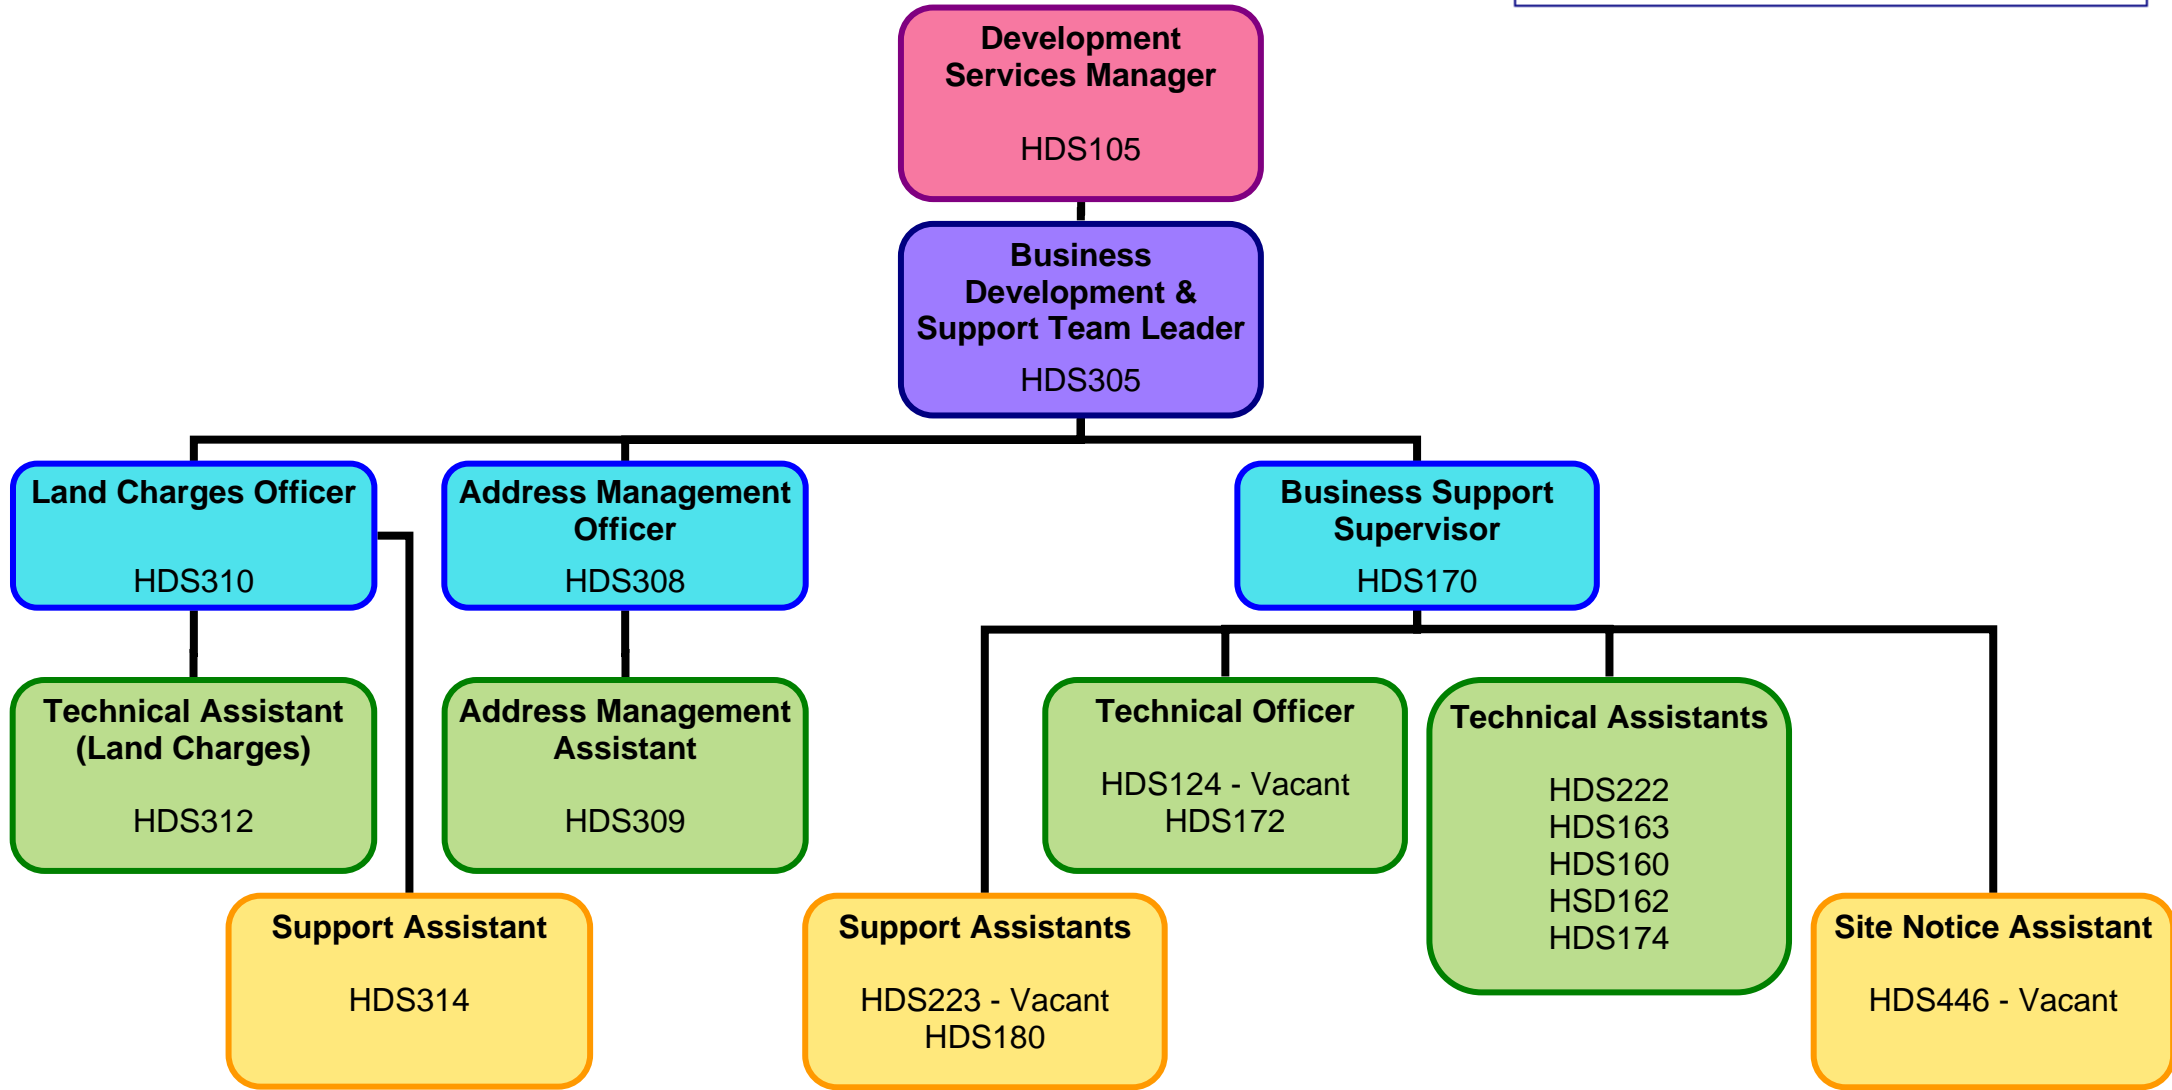 Development
Services Manager
HDS105
Business
Development &
Support Team Leader
HDS305
Land Charges Officer
HDS310
Address Management
Officer
HDS308
Business Support
Supervisor
HDS170
Technical Assistant
(Land Charges)
HDS312
Address Management
Assistant
HDS309
Technical Officer
HDS124 - Vacant
HDS172
Technical Assistants
HDS222
HDS163
HDS160
HSD162
HDS174
Support Assistant
HDS314
Support Assistants
HDS223 - Vacant
HDS180
Site Notice Assistant
HDS446 - Vacant